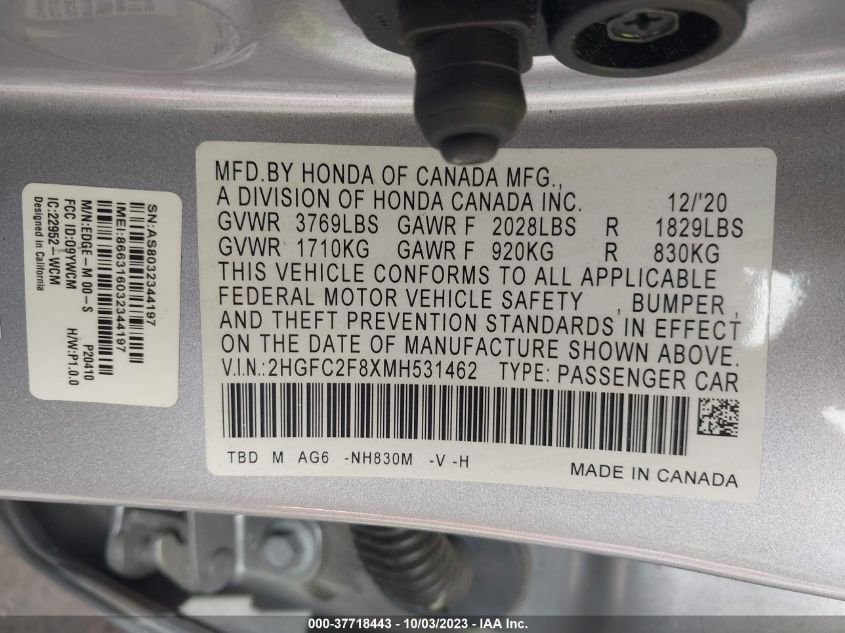 MFD.BY HONDA OF CANADA MFG.,
A DIVISION OF HONDA CANADA INC. 12/'20
GVWR 3769LBS GAWR F 2028LBS R 1829LBS
GVWR 1710KG GAWR F 920KG R 830KG
THIS VEHICLE CONFORMS TO ALL APPLICABLE
FEDERAL MOTOR VEHICLE SAFETY , BUMPER ,
AND THEFT PREVENTION STANDARDS IN EFFECT
ON THE DATE OF MANUFACTURE SHOWN ABOVE.
V.I.N.:2HGFC2F8XMH531462 TYPE: PASSENGER CAR
TBD M AG6 -NH830M -V -H
MADE IN CANADA
SN:AS8032344197
IMEI:866316032344197
M/N:EDGE-M 00-S P20410
FCC ID:O9YWCM H/W:P1.0.0
IC:22952-WCM
Designed in California
000-37718443 - 10/03/2023 - IAAI.com